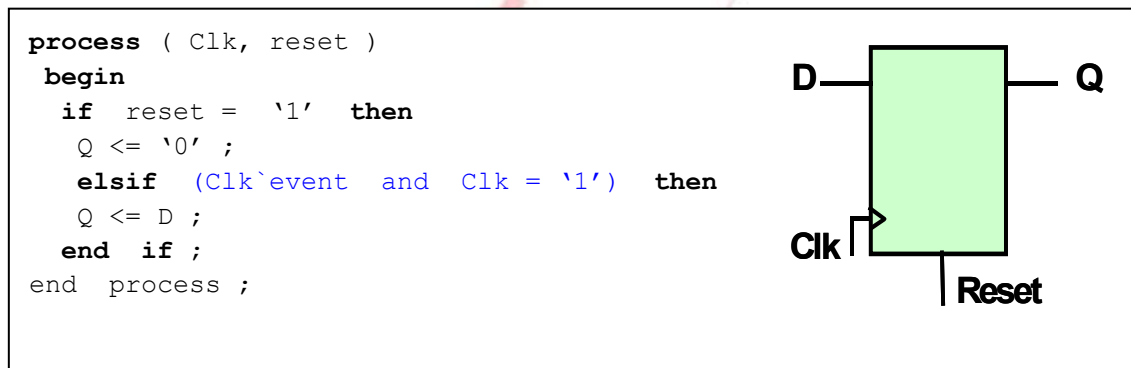 process ( Clk, reset )
begin
if reset = ‘1’ then
Q <= ‘0’ ;
elsif (Clk`event and Clk = ‘1’) then
Q <= D ;
end if ;
end process ;
D
Q
Clk
Reset